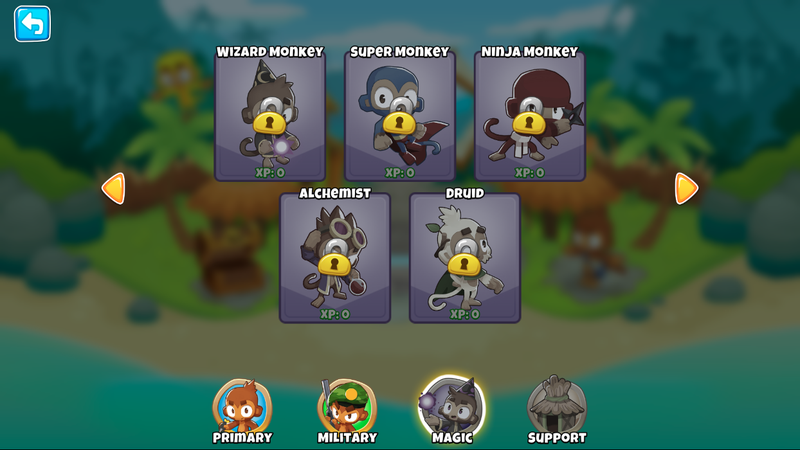 WIZARD MONKEY
SUPER MONKEY
NINJA MONKEY
XP: 0
XP: 0
XP: 0
ALCHEMIST
DRUID
XP: 0
XP: 0
PRIMARY
MILITARY
MAGIC
SUPPORT